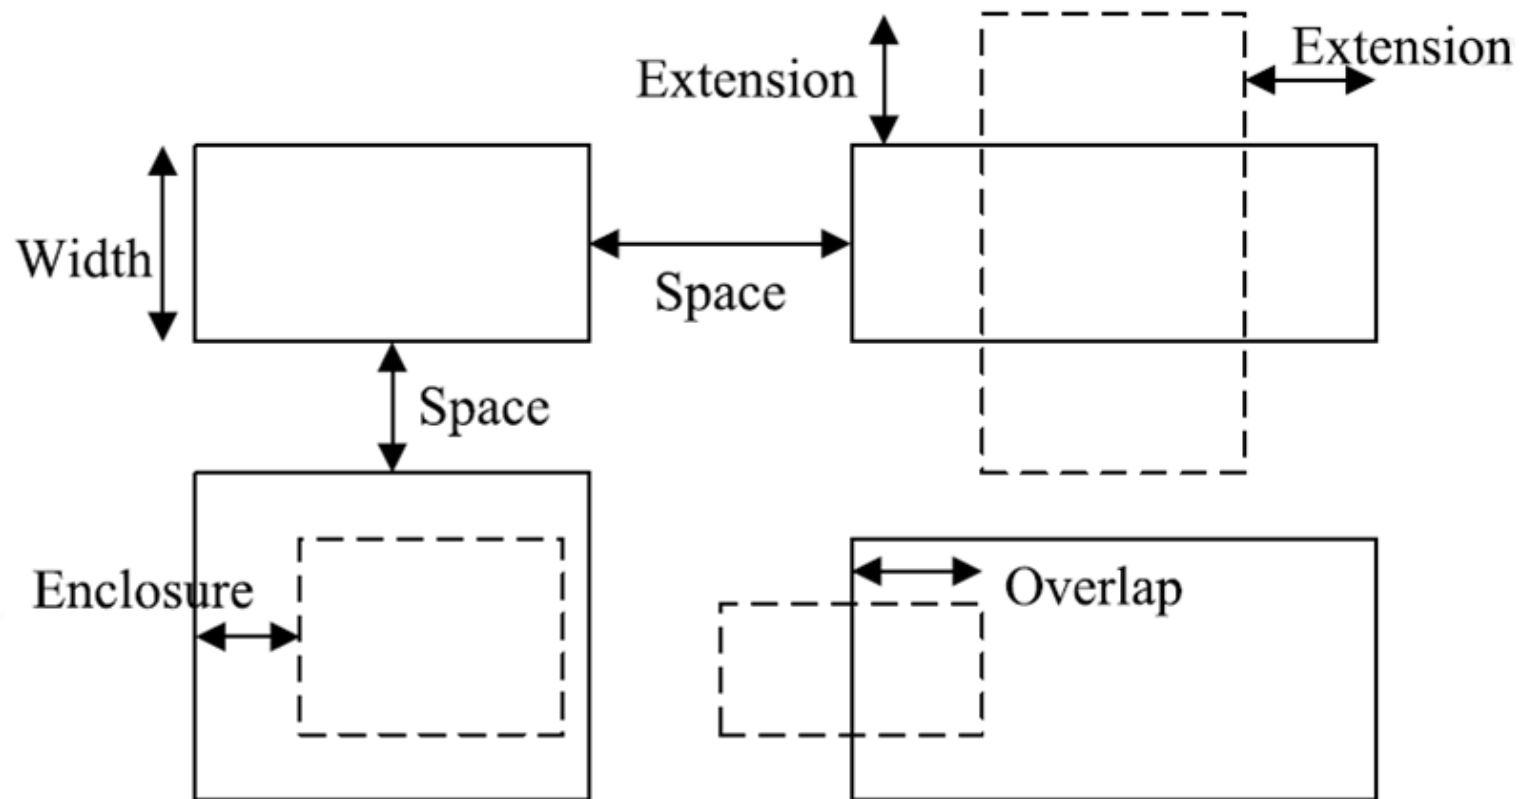 Extension
Extension
Width
Space
Space
Enclosure
Overlap